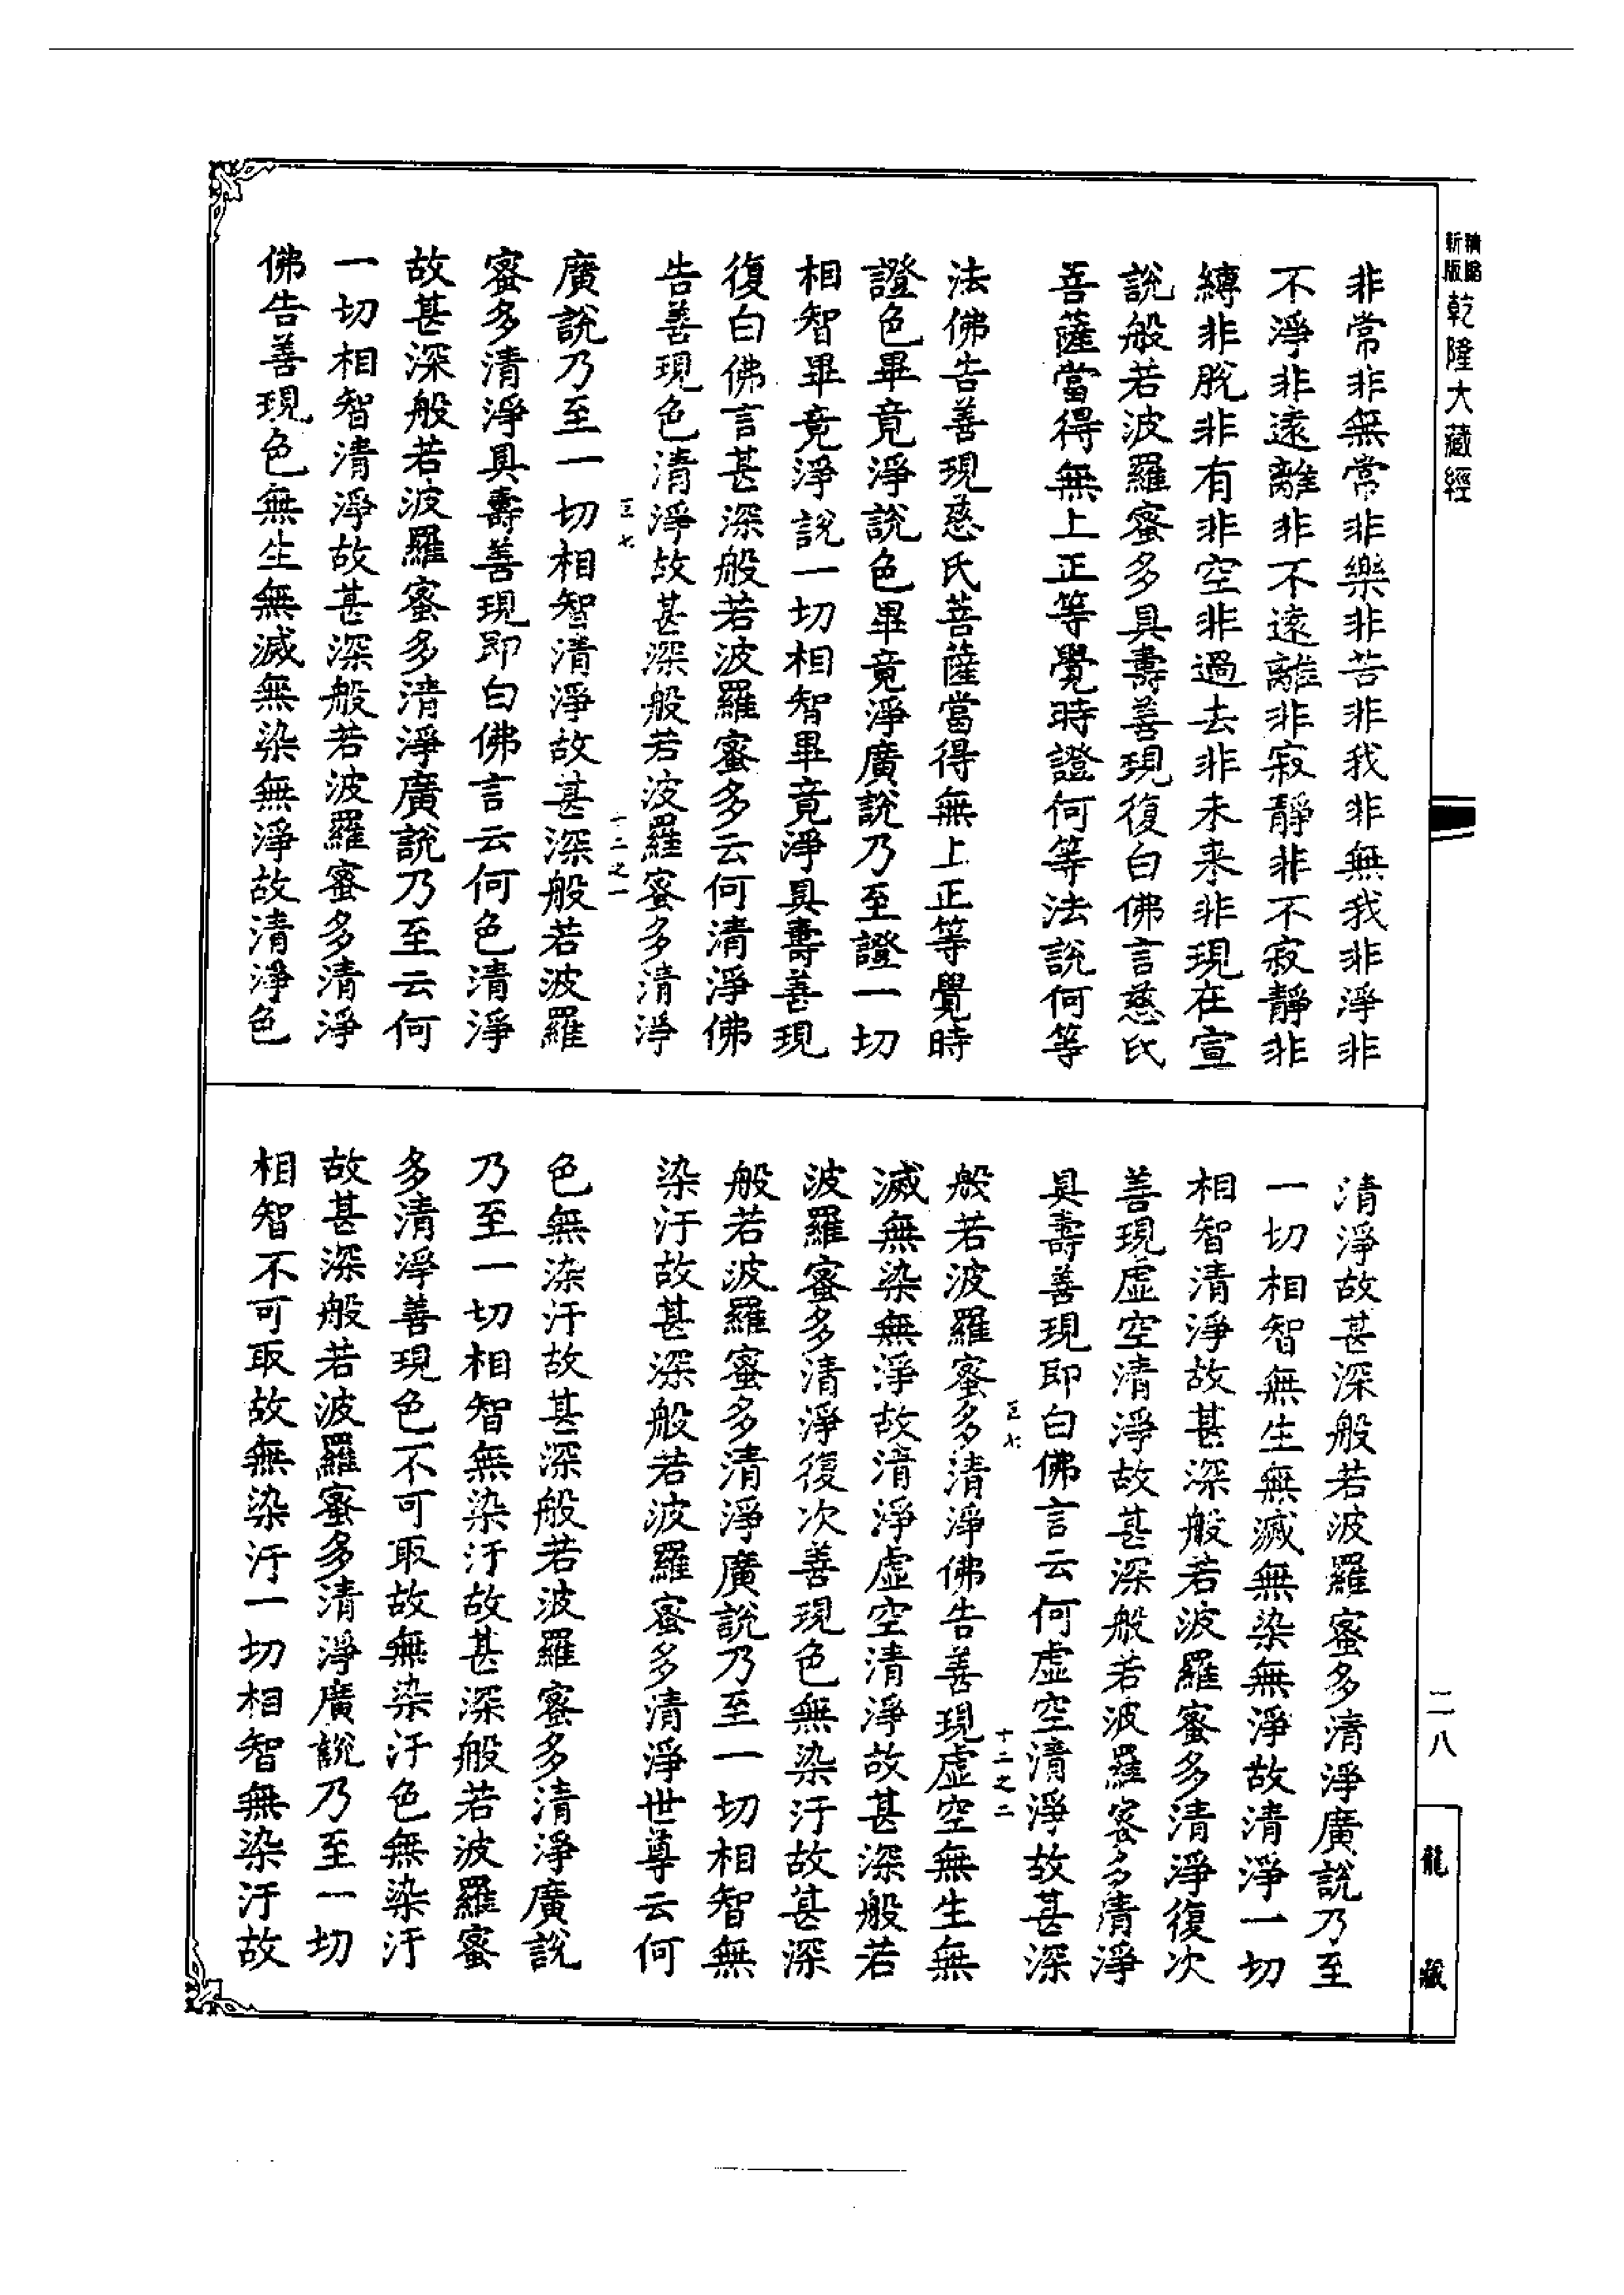 新版
乾隆大藏經
非常非無常非樂非苦非我非無我非淨非
不淨非遠離非不遠離非寂靜非不寂靜非
縛非脫非有非空非過去非未来非現在宣
說般若波羅蜜多具壽善現復白佛言慈氏
菩薩當得無上正等覺時證何等法說何等
法佛告善現慈氏菩薩當得無上正等覺時
證色畢竟淨說色畢竟淨廣說乃至證一切
相智畢竟淨說一切相智畢竟淨具壽善現
復白佛言甚深般若波羅蜜多云何清淨佛
告善現色清淨故甚深般若波羅蜜多清淨
十二之一
廣說乃至一切相智清淨故甚深般若波羅
蜜多清淨具壽善現即白佛言云何色清淨
故甚深般若波羅蜜多清淨廣說乃至云何
一切相智清淨故甚深般若波羅蜜多清淨
佛告善現色無生無滅無染無淨故清淨色
清淨故甚深般若波羅蜜多清淨廣說乃至
一切相智無生無滅無染無淨故清淨一切
相智清淨故甚深般若波羅蜜多清淨復次
善現虛空清淨故甚深般若波羅蜜多清淨
具壽善現即白佛言云何虛空清淨故甚深
十二之二
般若波羅蜜多清淨佛告善現虛空無生無
滅無染無淨故清淨虛空清淨故甚深般若
波羅蜜多清淨復次善現色無染汙故甚深
般若波羅蜜多清淨廣說乃至一切相智無
染汙故甚深般若波羅蜜多清淨世尊云何
色無染汙故甚深般若波羅蜜多清淨廣說
乃至一切相智無染汙故甚深般若波羅蜜
多清淨善現色不可取故無染汙色無染汙
故甚深般若波羅蜜多清淨廣說乃至一切
相智不可取故無染汙一切相智無染汙故
二八
龍藏